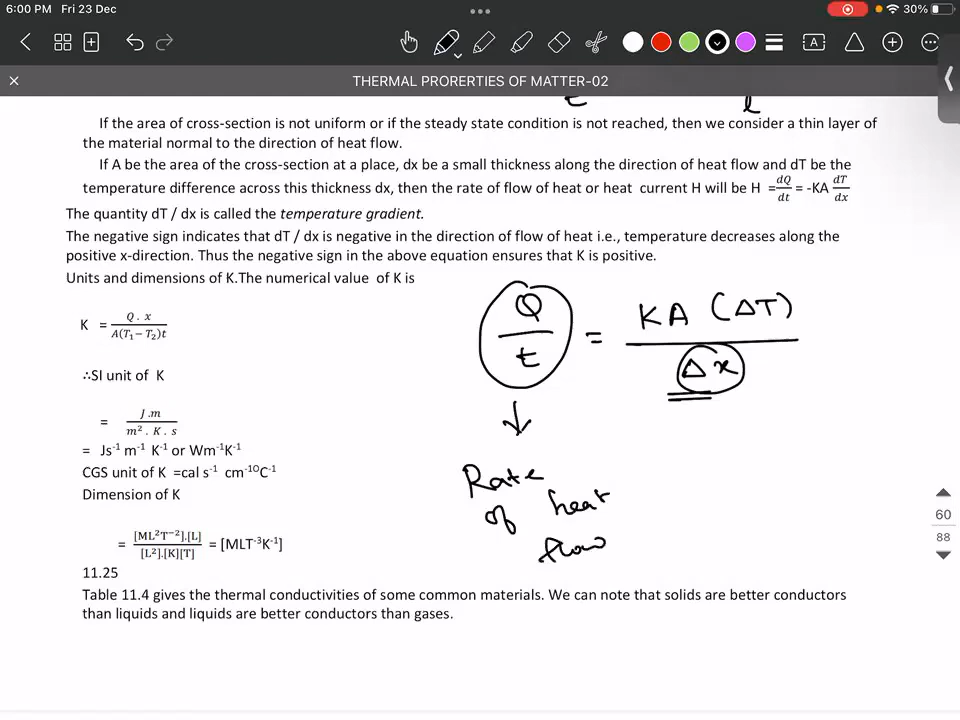 6:00 PM Fri 23 Dec
30%
THERMAL PRORERTIES OF MATTER-02
t l
If the area of cross-section is not uniform or if the steady state condition is not reached, then we consider a thin layer of
the material normal to the direction of heat flow.
If A be the area of the cross-section at a place, dx be a small thickness along the direction of heat flow and dT be the
temperature difference across this thickness dx, then the rate of flow of heat or heat current H will be H = dQ/dt = -KA dT/dx
The quantity dT / dx is called the temperature gradient.
The negative sign indicates that dT / dx is negative in the direction of flow of heat i.e., temperature decreases along the
positive x-direction. Thus the negative sign in the above equation ensures that K is positive.
Units and dimensions of K.The numerical value of K is
K = Q . x / A(T₁− T₂)t
Q/t = KA (ΔT) / Δx
∴SI unit of K
= J .m / m² . K . s
= Js⁻¹ m⁻¹ K⁻¹ or Wm⁻¹K⁻¹
CGS unit of K =cal s⁻¹ cm⁻¹⁰C⁻¹
Dimension of K
Rate
of heat
flow
= [ML²T⁻²].[L] / [L²].[K][T] = [MLT⁻³K⁻¹]
60
88
11.25
Table 11.4 gives the thermal conductivities of some common materials. We can note that solids are better conductors
than liquids and liquids are better conductors than gases.